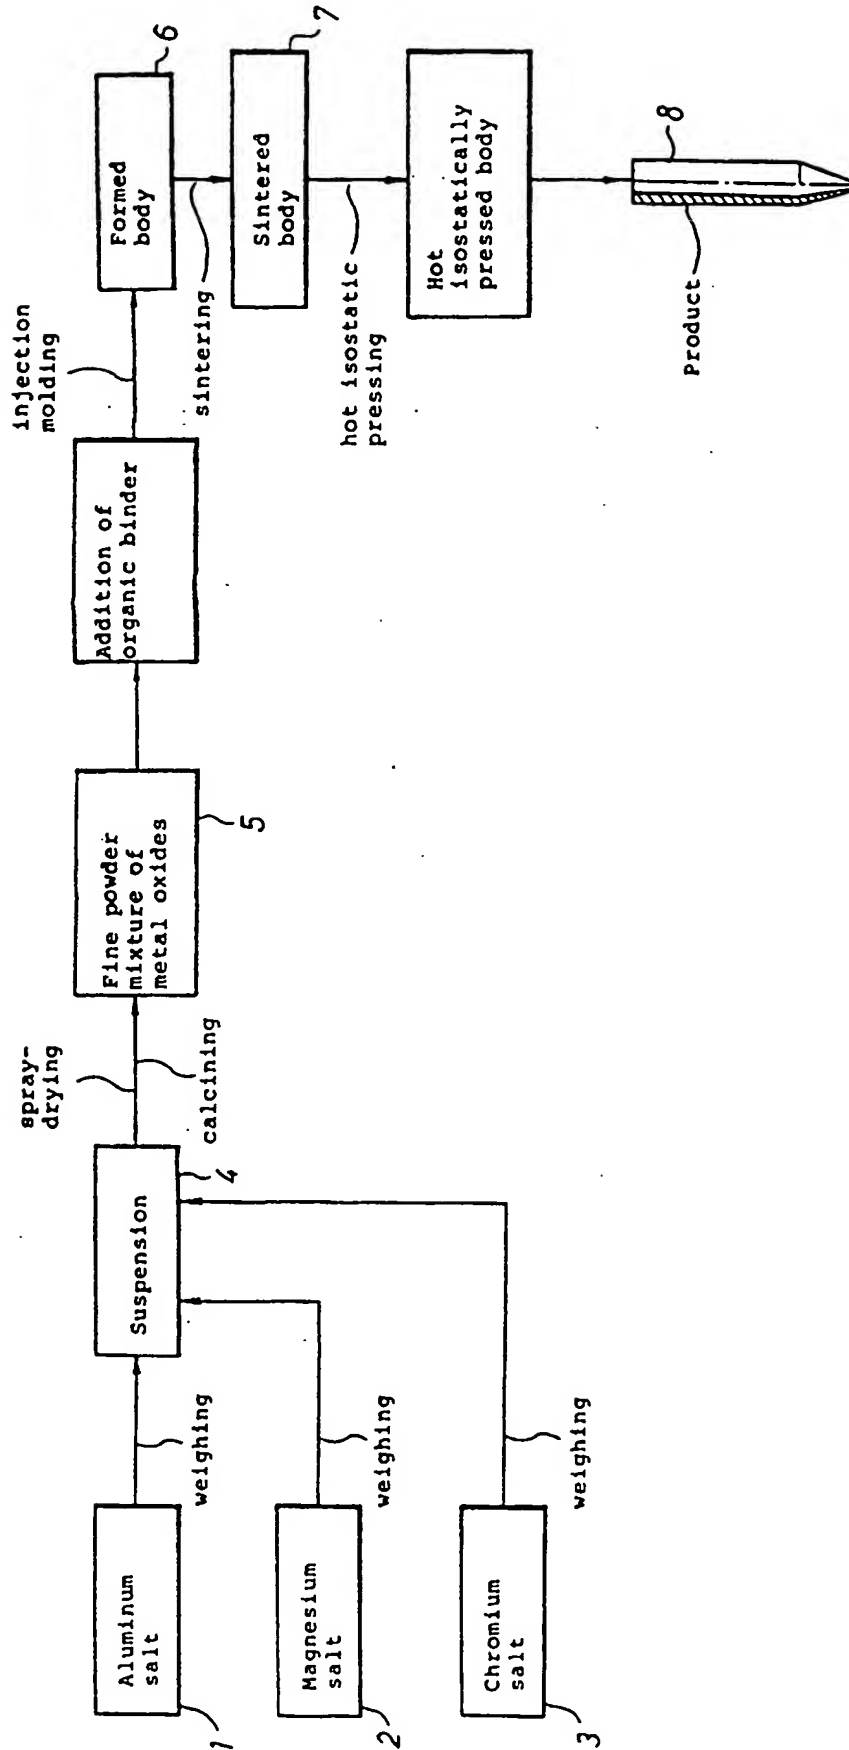 Aluminum
salt
1
weighing
Magnesium
salt
2
weighing
Chromium
salt
3
weighing
Suspension
4
spray-
drying
calcining
Fine powder
mixture of
metal oxides
5
Addition of
organic binder
injection
molding
Formed
body
6
sintering
Sintered
body
7
hot isostatic
pressing
Hot
isostatically
pressed body
Product
8